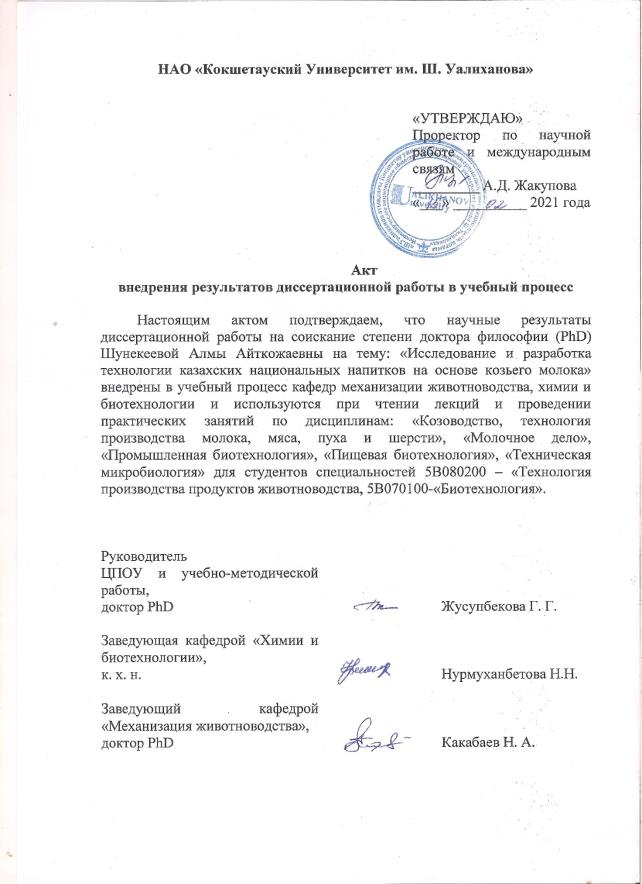 НАО «Кокшетауский Университет им. Ш. Уалиханова»
«УТВЕРЖДАЮ»
Проректор по научной
работе и международным
связям
А.Д. Жакупова
« » 02 2021 года
UALIKHANOV
University
Акт
внедрения результатов диссертационной работы в учебный процесс
Настоящим актом подтверждаем, что научные результаты
диссертационной работы на соискание степени доктора философии (PhD)
Шунекеевой Алмы Айткожаевны на тему: «Исследование и разработка
технологии казахских национальных напитков на основе козьего молока»
внедрены в учебный процесс кафедр механизации животноводства, химии и
биотехнологии и используются при чтении лекций и проведении
практических занятий по дисциплинам: «Козоводство, технология
производства молока, мяса, пуха и шерсти», «Молочное дело»,
«Промышленная биотехнология», «Пищевая биотехнология», «Техническая
микробиология» для студентов специальностей 5В080200 – «Технология
производства продуктов животноводства, 5В070100-«Биотехнология».
Руководитель
ЦПОУ и учебно-методической
работы,
доктор PhD Жусупбекова Г. Г.
Заведующая кафедрой «Химии и
биотехнологии»,
к. х. н. Нурмуханбетова Н.Н.
Заведующий кафедрой
«Механизация животноводства»,
доктор PhD Какабаев Н. А.